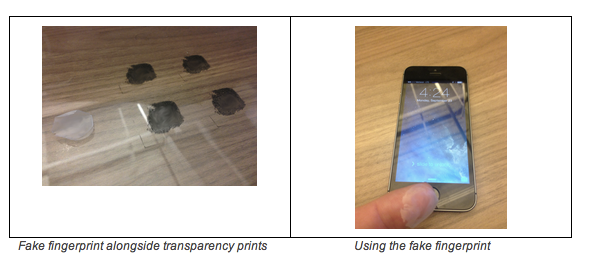 4:24
Fake fingerprint alongside transparency prints
Using the fake fingerprint